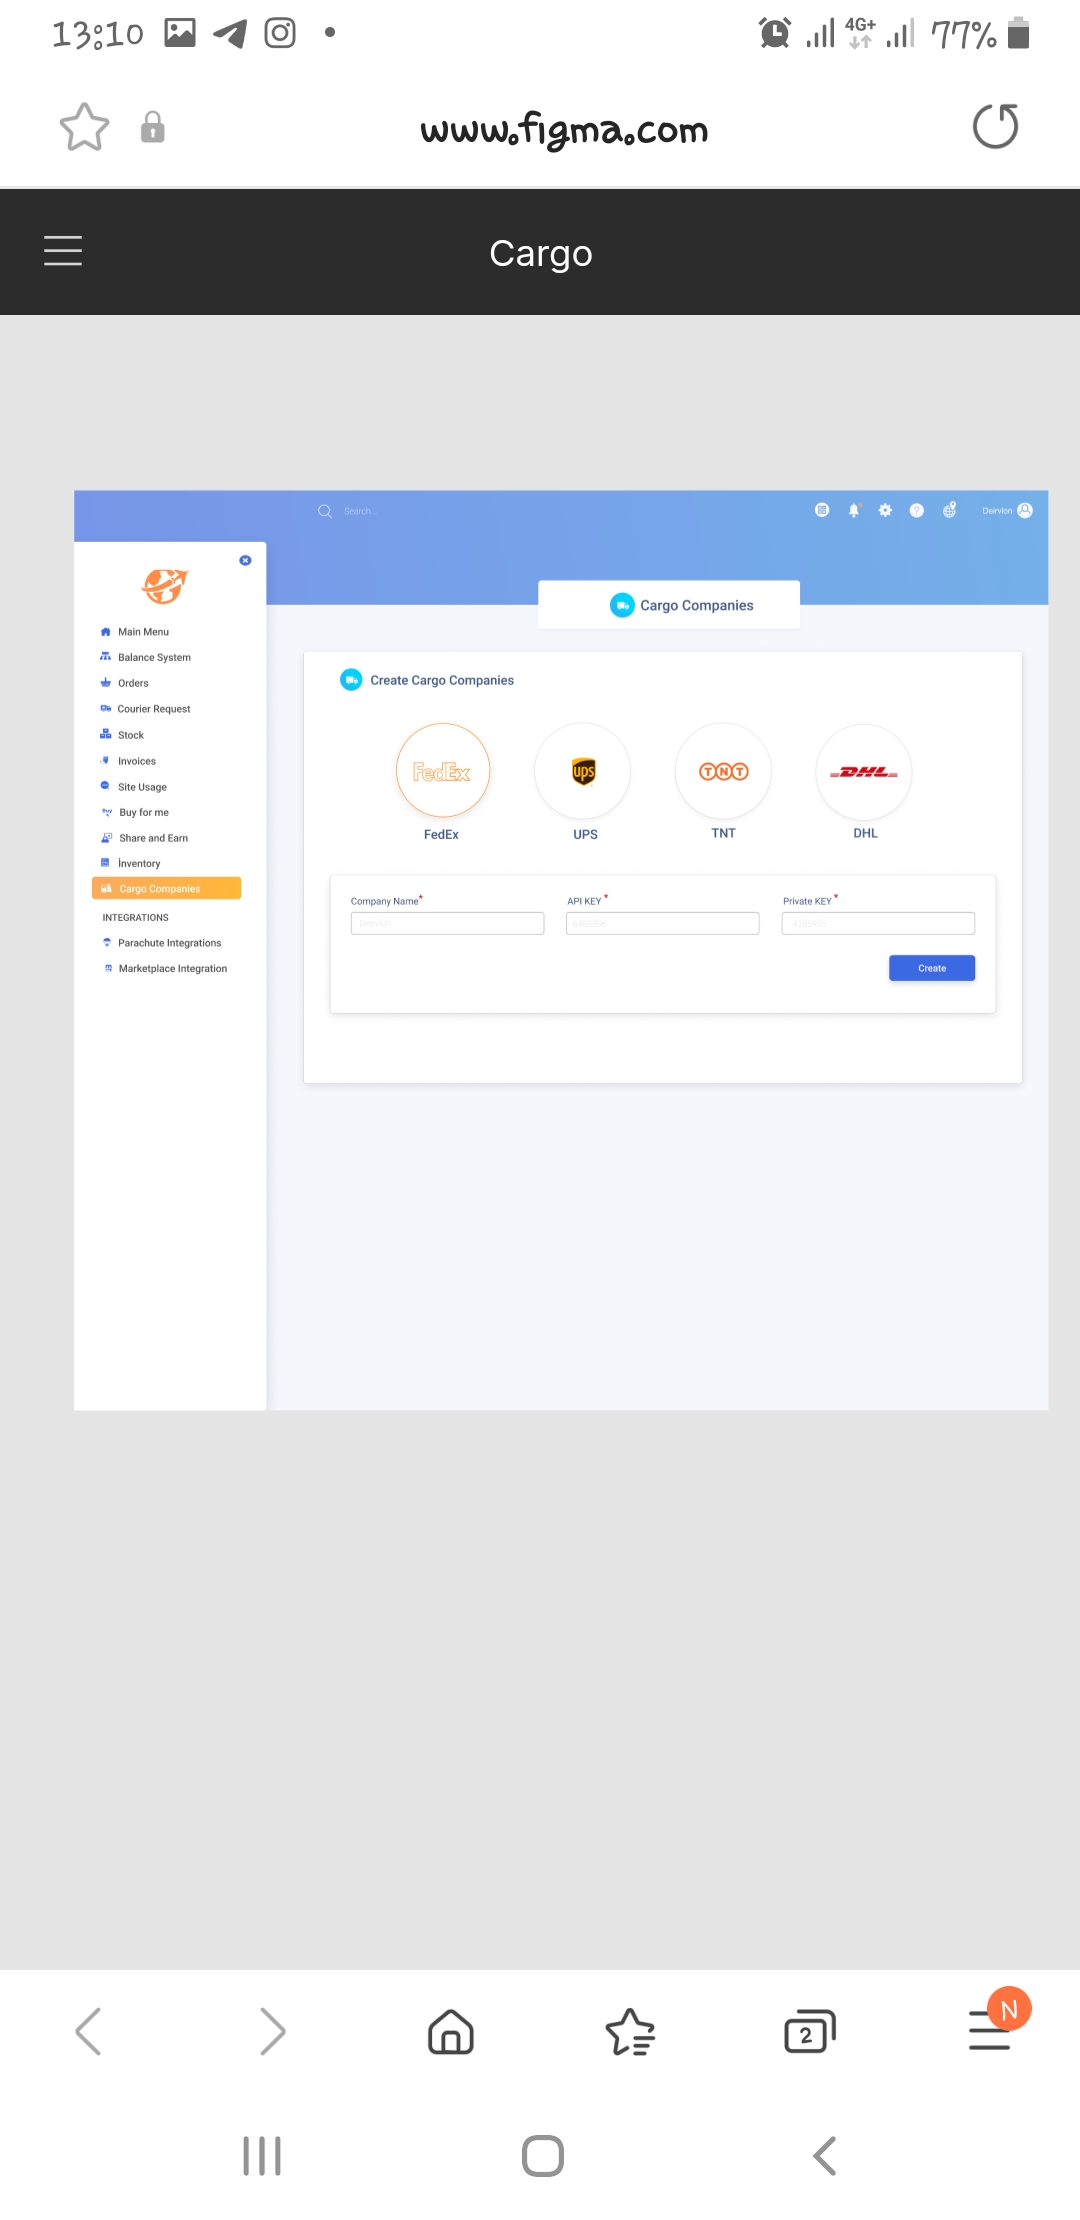 13:10
4G+
77%
www.figma.com
Cargo
Search...
Deirvlon
Cargo Companies
Main Menu
Balance System
Orders
Courier Request
Stock
Invoices
Site Usage
Buy for me
Share and Earn
İnventory
Cargo Companies
INTEGRATIONS
Parachute Integrations
Marketplace Integration
Create Cargo Companies
FedEx
ups
TNT
DHL
FedEx
UPS
TNT
DHL
Company Name*
API KEY *
Private KEY *
Deirvlon
Create
2
N